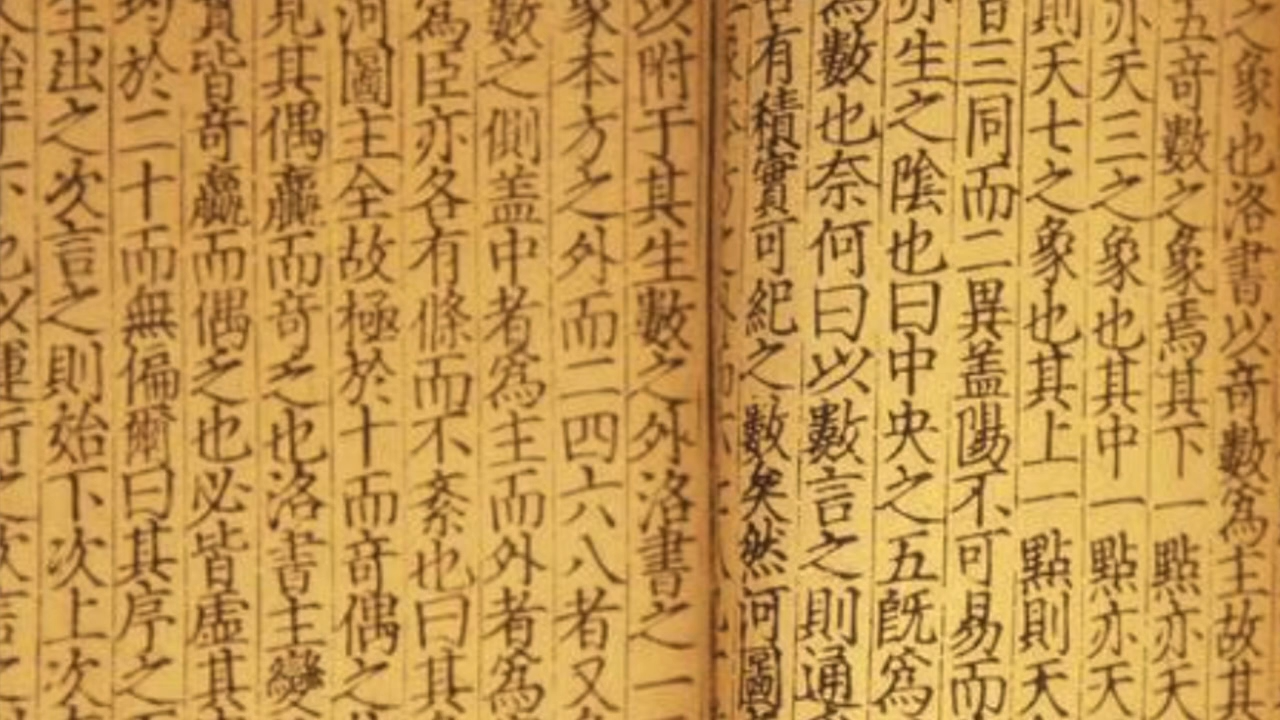 之象也洛書以奇數為主故其
五奇數之象焉其下一點亦天
亦天三之象也其中一點亦天
則天七之象也其上一點則天
皆三同而二異盖陽不可易而
亦生之陰也曰中央之五既為
為數也奈何曰以數言之則通
各有積實可紀之數矣然河圖
以附于其生數之外洛書之一
象本方之外而二四六八者又
數之側盖中者為主而外者為
為臣亦各有條而不紊也曰其
河圖主全故極於十而奇偶之
見其偶贏而奇乏也洛書主變
實皆奇贏而偶乏也必皆虛其
均於二十而無偏爾曰其序之
生出之次言之則始下次上次